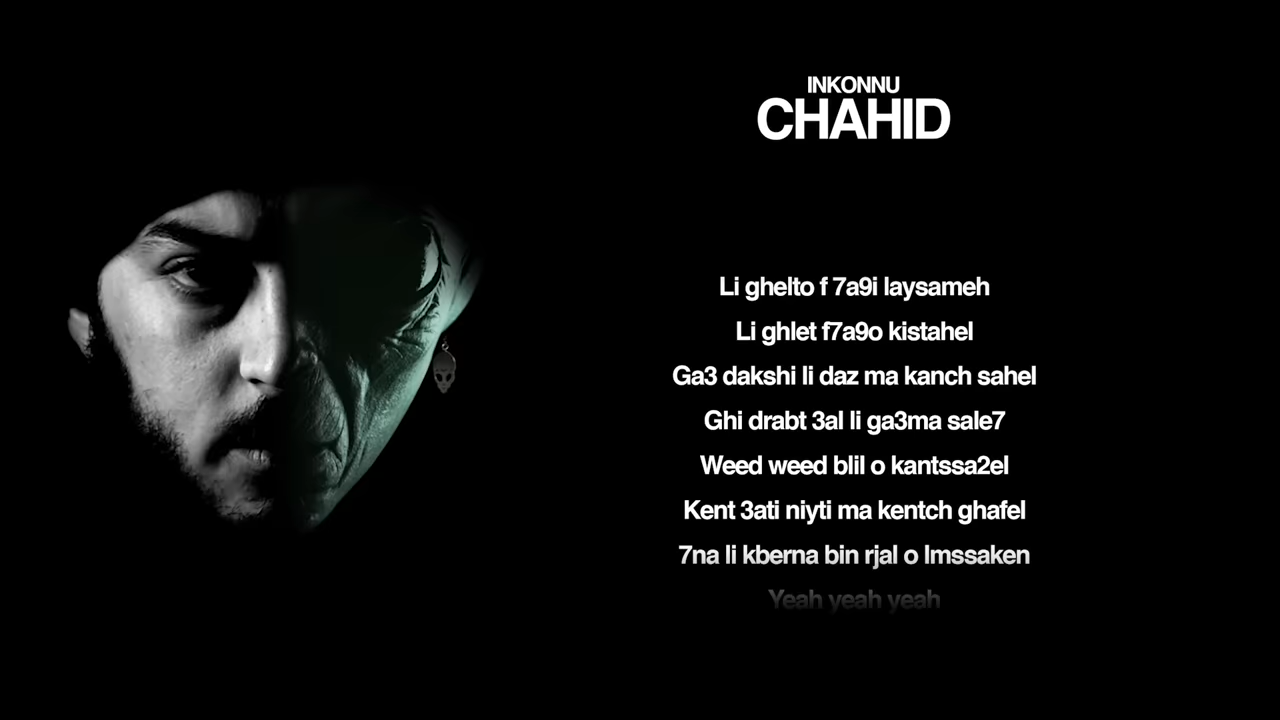 INKONNU
CHAHID
Li ghelto f 7a9i laysameh
Li ghlet f7a9o kistahel
Ga3 dakshi li daz ma kanch sahel
Ghi drabt 3al li ga3ma sale7
Weed weed blil o kantssa2el
Kent 3ati niyti ma kentch ghafel
7na li kberna bin rjal o lmssaken
Yeah yeah yeah